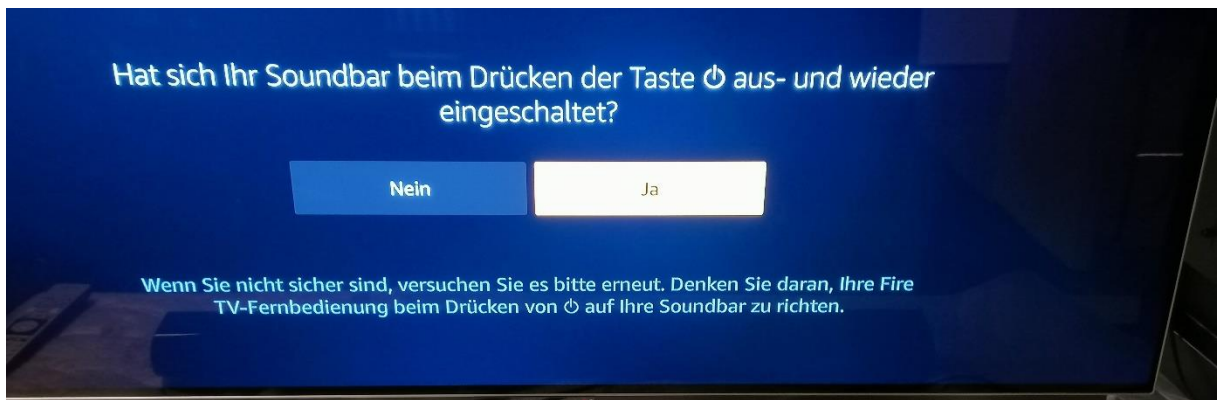 Hat sich Ihr Soundbar beim Drücken der Taste ⏻ aus- und wieder
eingeschaltet?
Nein
Ja
Wenn Sie nicht sicher sind, versuchen Sie es bitte erneut. Denken Sie daran, Ihre Fire
TV-Fernbedienung beim Drücken von ⏻ auf Ihre Soundbar zu richten.